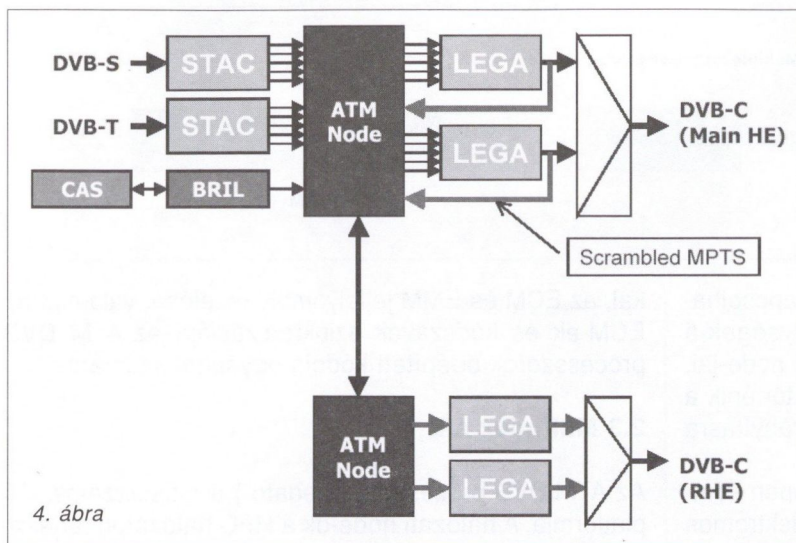 DVB-S
STAC
LEGA
DVB-T
STAC
ATM
Node
LEGA
DVB-C
(Main HE)
CAS
BRIL
Scrambled MPTS
ATM
Node
LEGA
LEGA
DVB-C
(RHE)
4. ábra